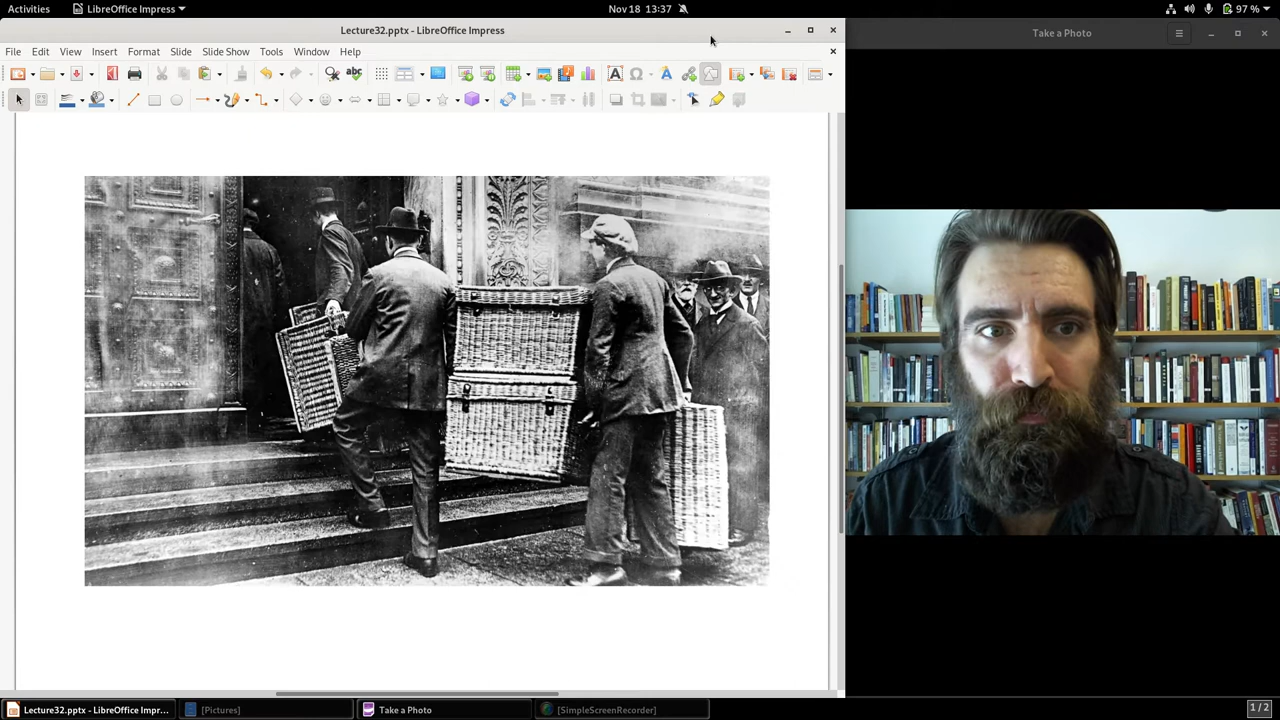 Activities LibreOffice Impress Nov 18 13:37 97 %
Lecture32.pptx - LibreOffice Impress
Take a Photo
File Edit View Insert Format Slide Slide Show Tools Window Help
abc A Ω A
Lecture32.pptx - LibreOffice Impr... [Pictures] Take a Photo [SimpleScreenRecorder] 1 / 2